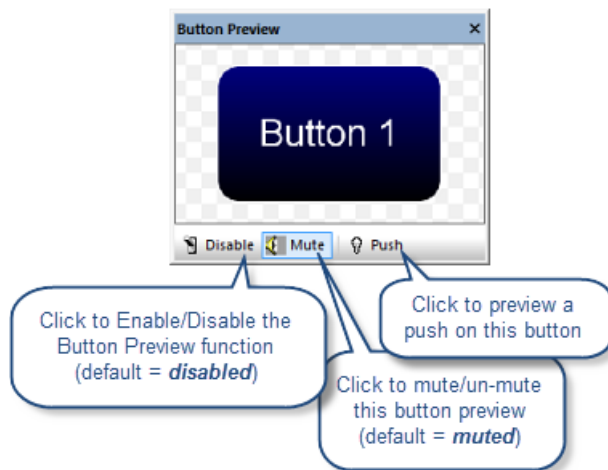 Button Preview
Button 1
Disable Mute Push
Click to Enable/Disable the
Button Preview function
(default = disabled)
Click to preview a
push on this button
Click to mute/un-mute
this button preview
(default = muted)